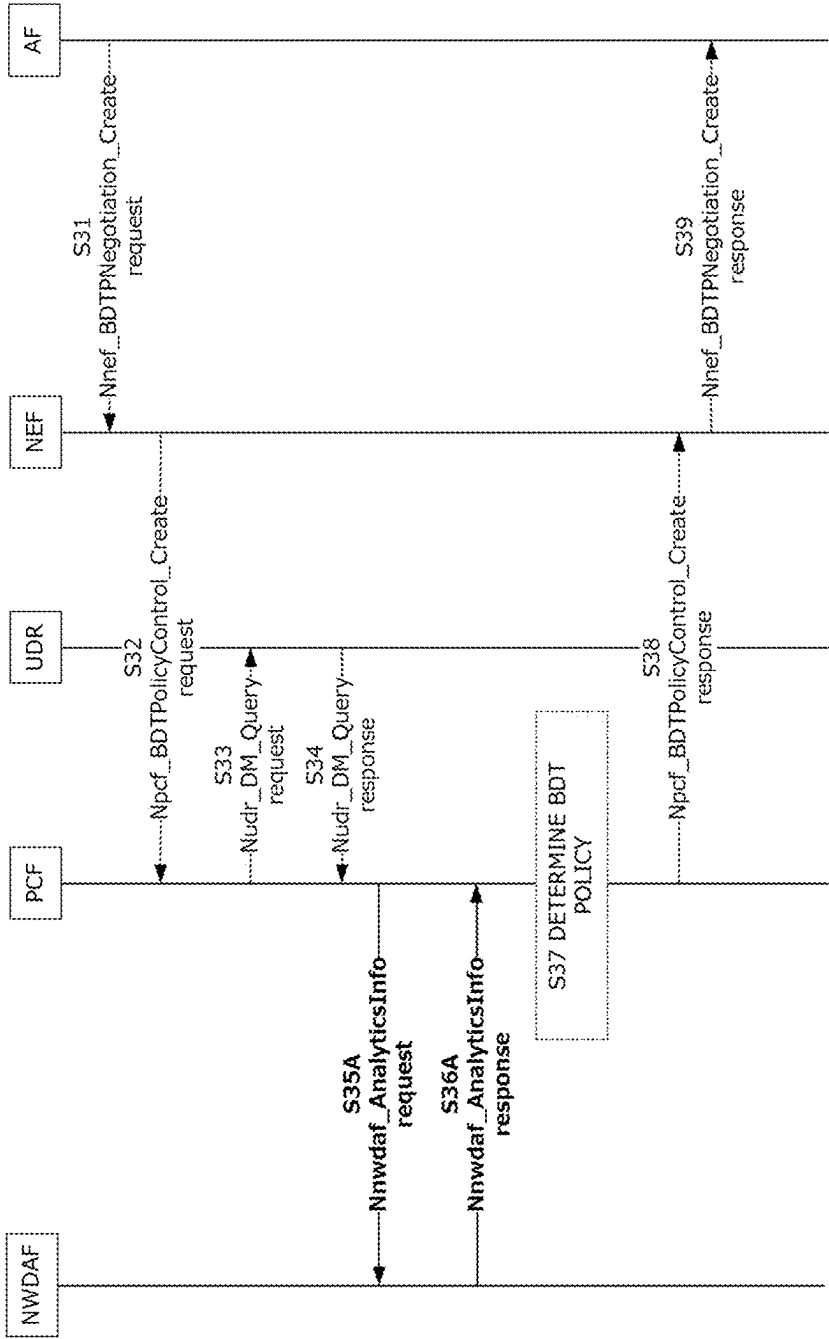 NWDAF
PCF
UDR
NEF
AF
S31
Nnef_BDTPNegotiation_Create
request
S32
Npcf_BDTPolicyControl_Create
request
S33
Nudr_DM_Query
request
S34
Nudr_DM_Query
response
S35A
Nnwdaf_AnalyticsInfo
request
S36A
Nnwdaf_AnalyticsInfo
response
S37 DETERMINE BDT
POLICY
S38
Npcf_BDTPolicyControl_Create
response
S39
Nnef_BDTPNegotiation_Create
response